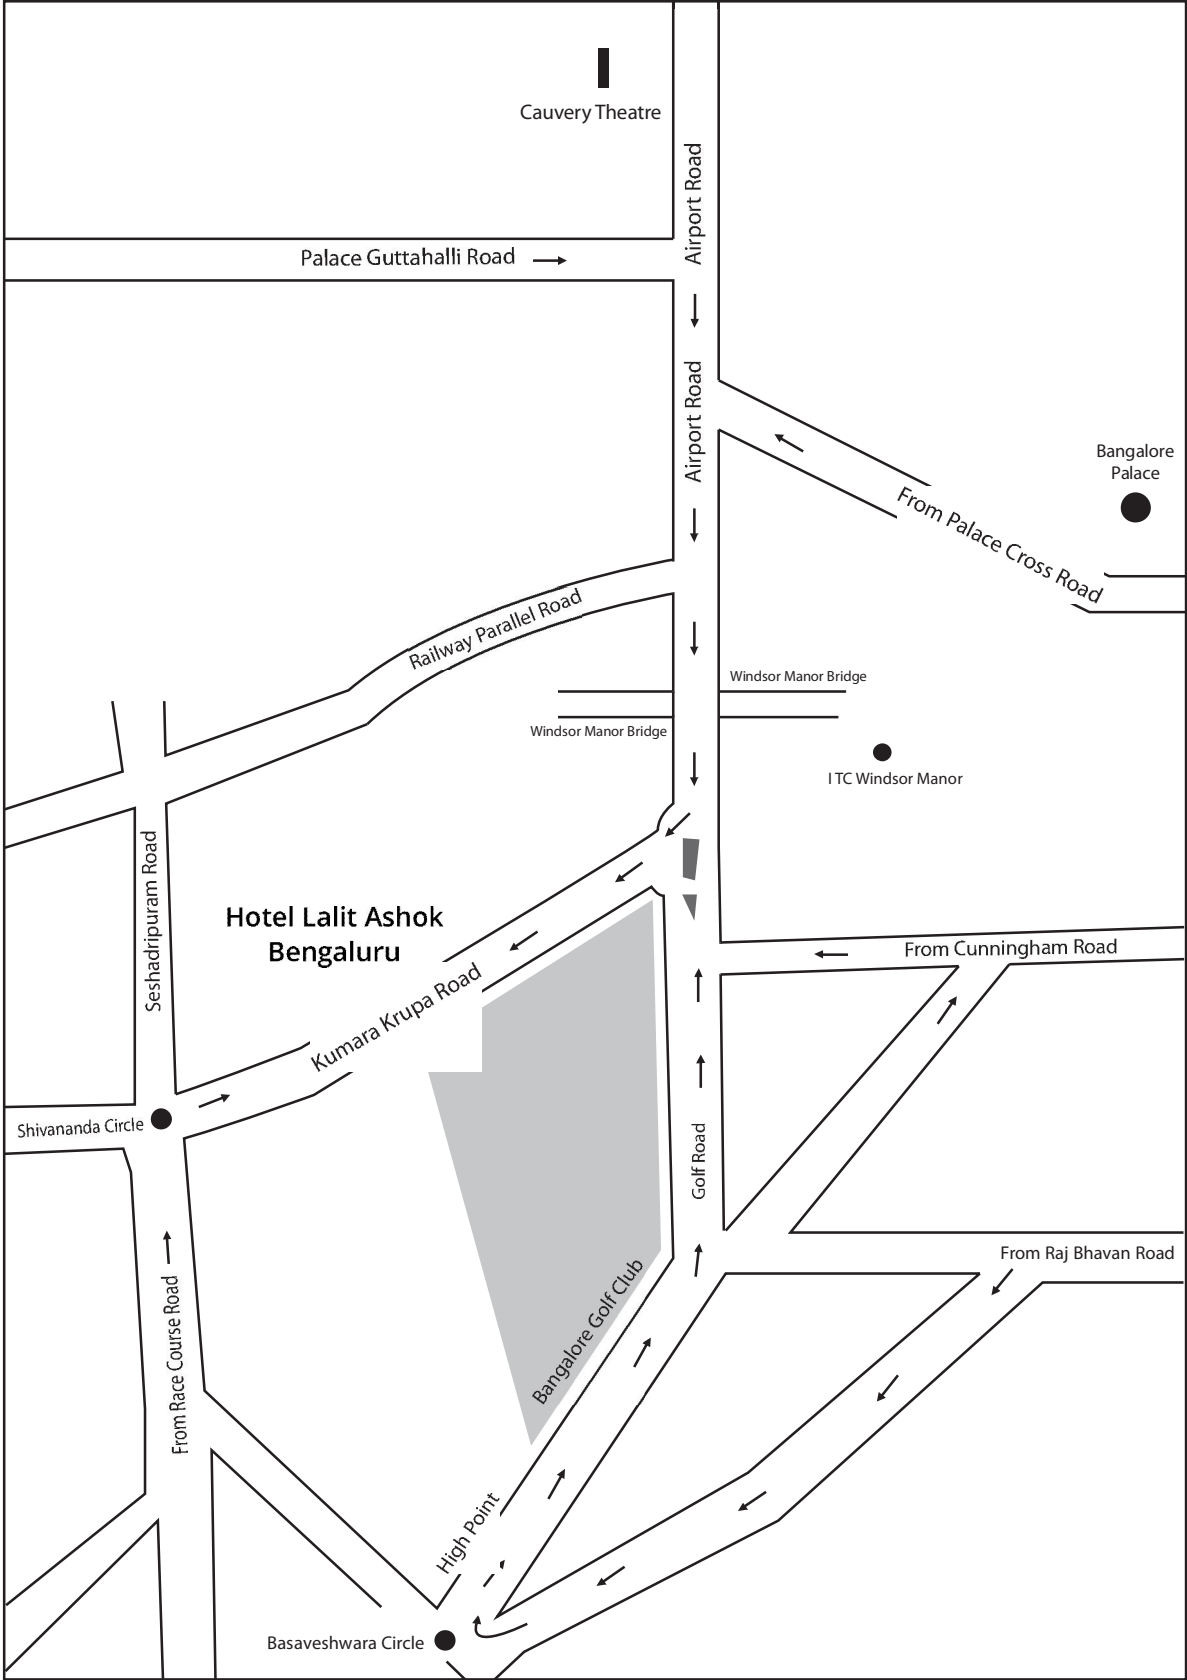 Cauvery Theatre
Airport Road
Palace Guttahalli Road
Airport Road
Bangalore
Palace
From Palace Cross Road
Railway Parallel Road
Windsor Manor Bridge
Windsor Manor Bridge
ITC Windsor Manor
Seshadripuram Road
Hotel Lalit Ashok
Bengaluru
From Cunningham Road
Kumara Krupa Road
Shivananda Circle
Golf Road
From Raj Bhavan Road
Bangalore Golf Club
From Race Course Road
High Point
Basaveshwara Circle